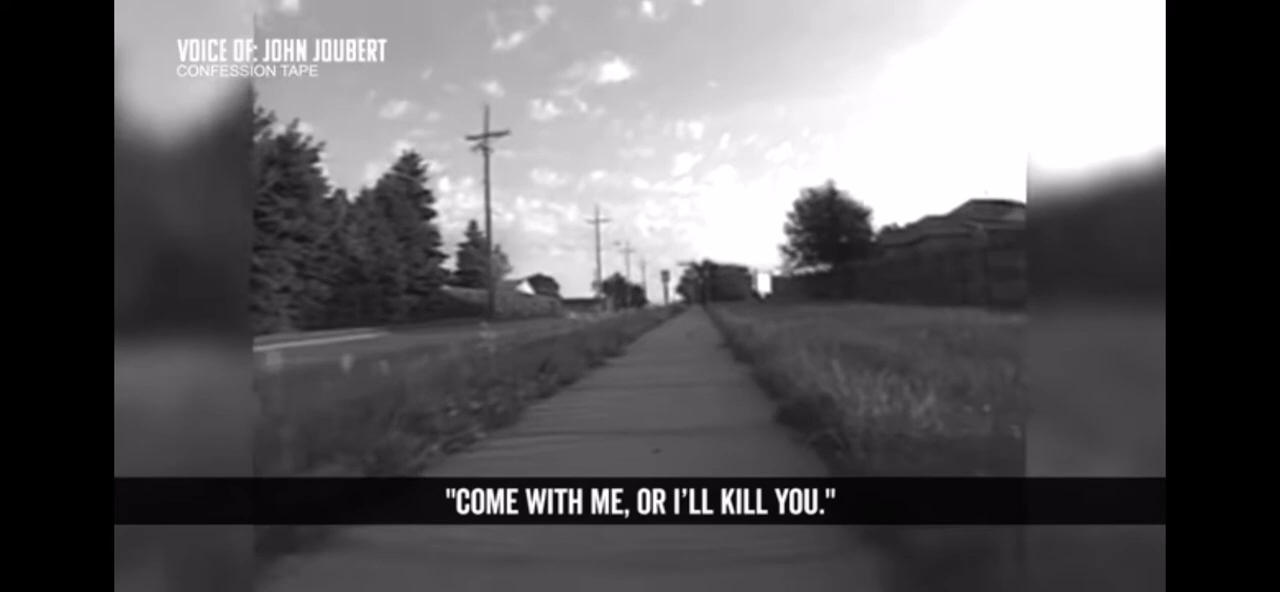 VOICE OF: JOHN JOUBERT
CONFESSION TAPE
"COME WITH ME, OR I'LL KILL YOU."